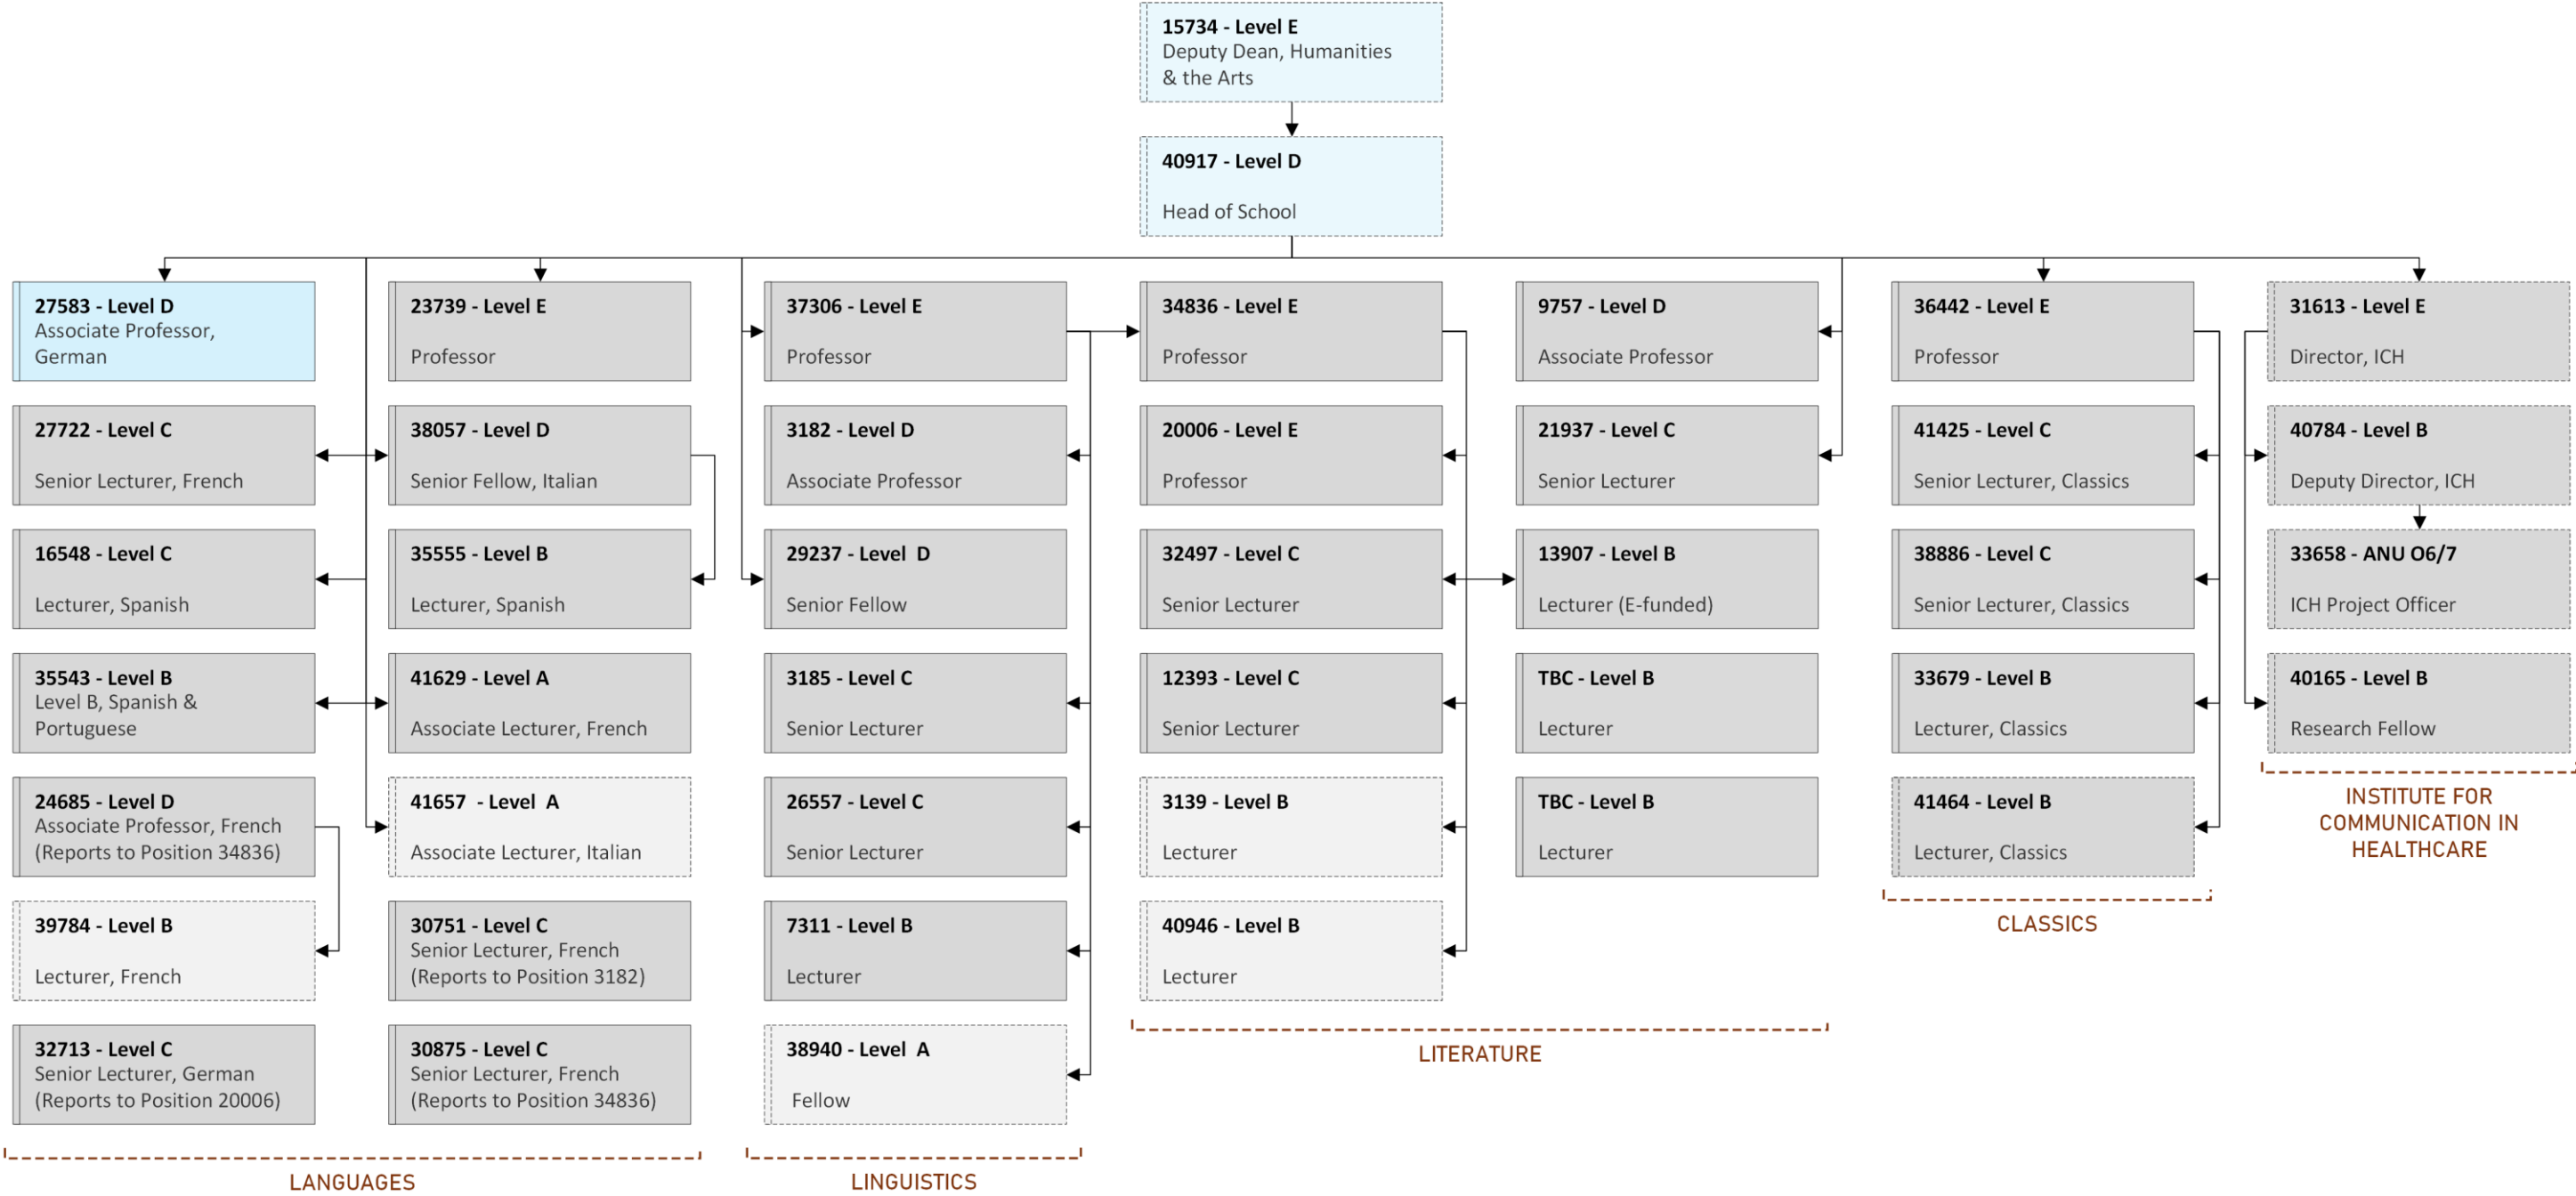 15734 - Level E
Deputy Dean, Humanities
& the Arts
40917 - Level D
Head of School
27583 - Level D
Associate Professor,
German
27722 - Level C
Senior Lecturer, French
16548 - Level C
Lecturer, Spanish
35543 - Level B
Level B, Spanish &
Portuguese
24685 - Level D
Associate Professor, French
(Reports to Position 34836)
39784 - Level B
Lecturer, French
32713 - Level C
Senior Lecturer, German
(Reports to Position 20006)
23739 - Level E
Professor
38057 - Level D
Senior Fellow, Italian
35555 - Level B
Lecturer, Spanish
41629 - Level A
Associate Lecturer, French
41657 - Level A
Associate Lecturer, Italian
30751 - Level C
Senior Lecturer, French
(Reports to Position 3182)
30875 - Level C
Senior Lecturer, French
(Reports to Position 34836)
LANGUAGES
37306 - Level E
Professor
3182 - Level D
Associate Professor
29237 - Level D
Senior Fellow
3185 - Level C
Senior Lecturer
26557 - Level C
Senior Lecturer
7311 - Level B
Lecturer
38940 - Level A
Fellow
LINGUISTICS
34836 - Level E
Professor
20006 - Level E
Professor
32497 - Level C
Senior Lecturer
12393 - Level C
Senior Lecturer
3139 - Level B
Lecturer
40946 - Level B
Lecturer
9757 - Level D
Associate Professor
21937 - Level C
Senior Lecturer
13907 - Level B
Lecturer (E-funded)
TBC - Level B
Lecturer
TBC - Level B
Lecturer
LITERATURE
36442 - Level E
Professor
41425 - Level C
Senior Lecturer, Classics
38886 - Level C
Senior Lecturer, Classics
33679 - Level B
Lecturer, Classics
41464 - Level B
Lecturer, Classics
CLASSICS
31613 - Level E
Director, ICH
40784 - Level B
Deputy Director, ICH
33658 - ANU O6/7
ICH Project Officer
40165 - Level B
Research Fellow
INSTITUTE FOR
COMMUNICATION IN
HEALTHCARE